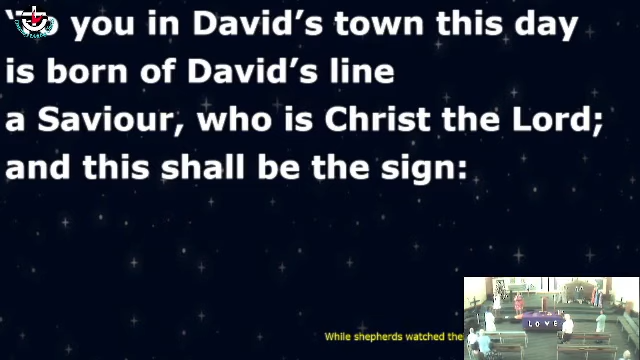 “To you in David’s town this day
is born of David’s line
a Saviour, who is Christ the Lord;
and this shall be the sign:
While shepherds watched the
LOVE